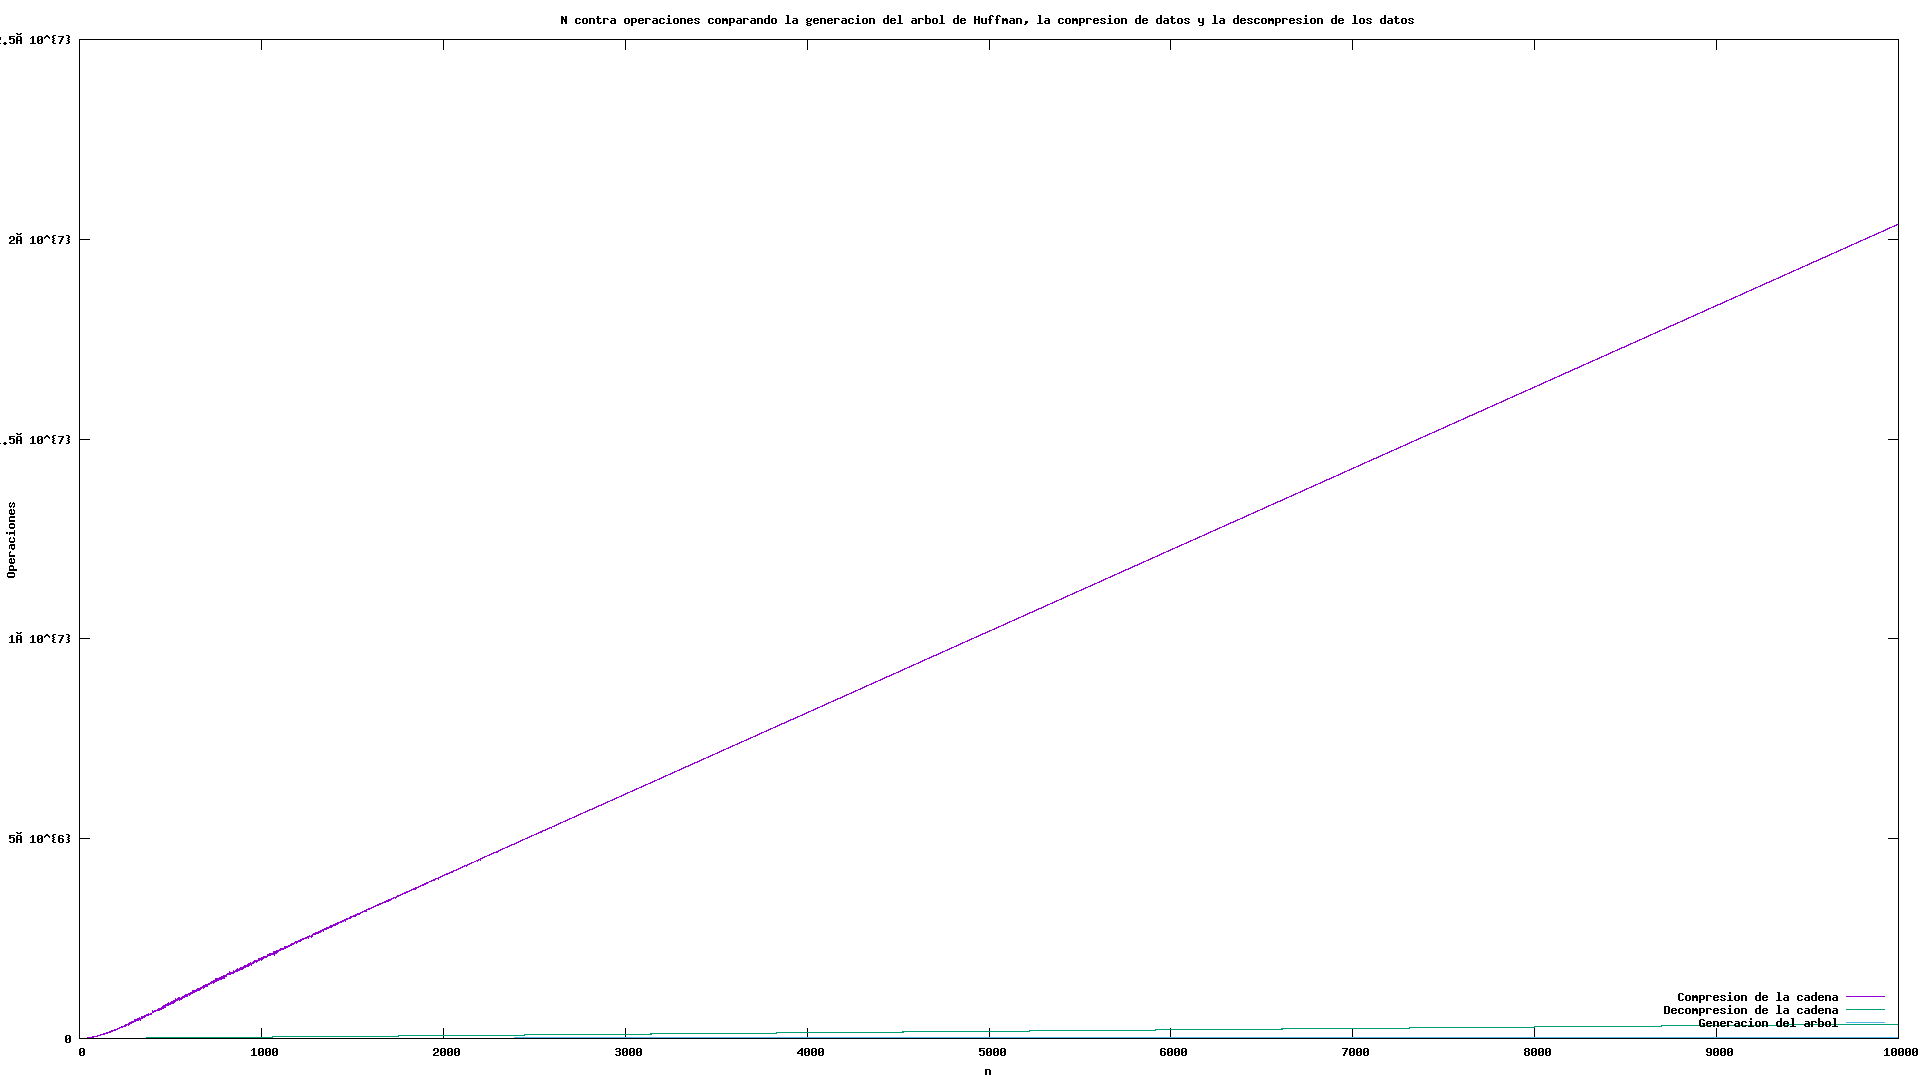 N contra operaciones comparando la generacion del arbol de Huffman, la compresion de datos y la descompresion de los datos
2.5Ã 10^{7}
2Ã 10^{7}
.5Ã 10^{7}
1Ã 10^{7}
5Ã 10^{6}
0
Operaciones
Compresion de la cadena
Decompresion de la cadena
Generacion del arbol
0 1000 2000 3000 4000 5000 6000 7000 8000 9000 10000
n